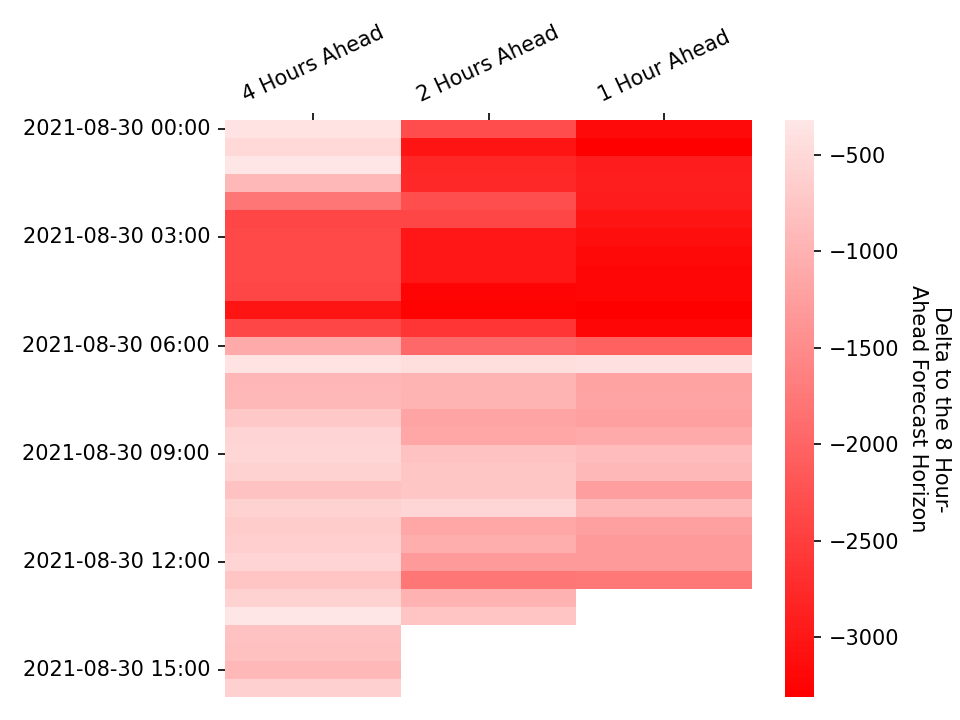 4 Hours Ahead
2 Hours Ahead
1 Hour Ahead
2021-08-30 00:00
2021-08-30 03:00
2021-08-30 06:00
2021-08-30 09:00
2021-08-30 12:00
2021-08-30 15:00
−500
−1000
−1500
−2000
−2500
−3000
Delta to the 8 Hour-
Ahead Forecast Horizon